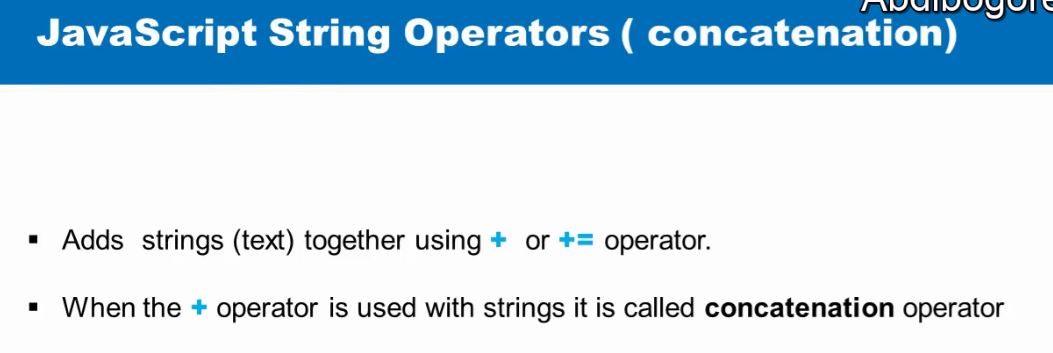 JavaScript String Operators ( concatenation)
▪ Adds strings (text) together using + or += operator.
▪ When the + operator is used with strings it is called concatenation operator